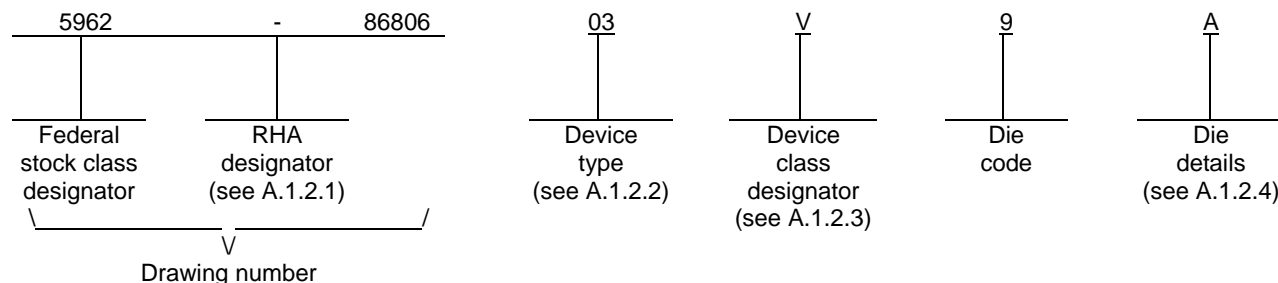 5962 - 86806 03 V 9 A
Federal stock class designator
RHA designator (see A.1.2.1)
Device type (see A.1.2.2)
Device class designator (see A.1.2.3)
Die code
Die details (see A.1.2.4)
Drawing number